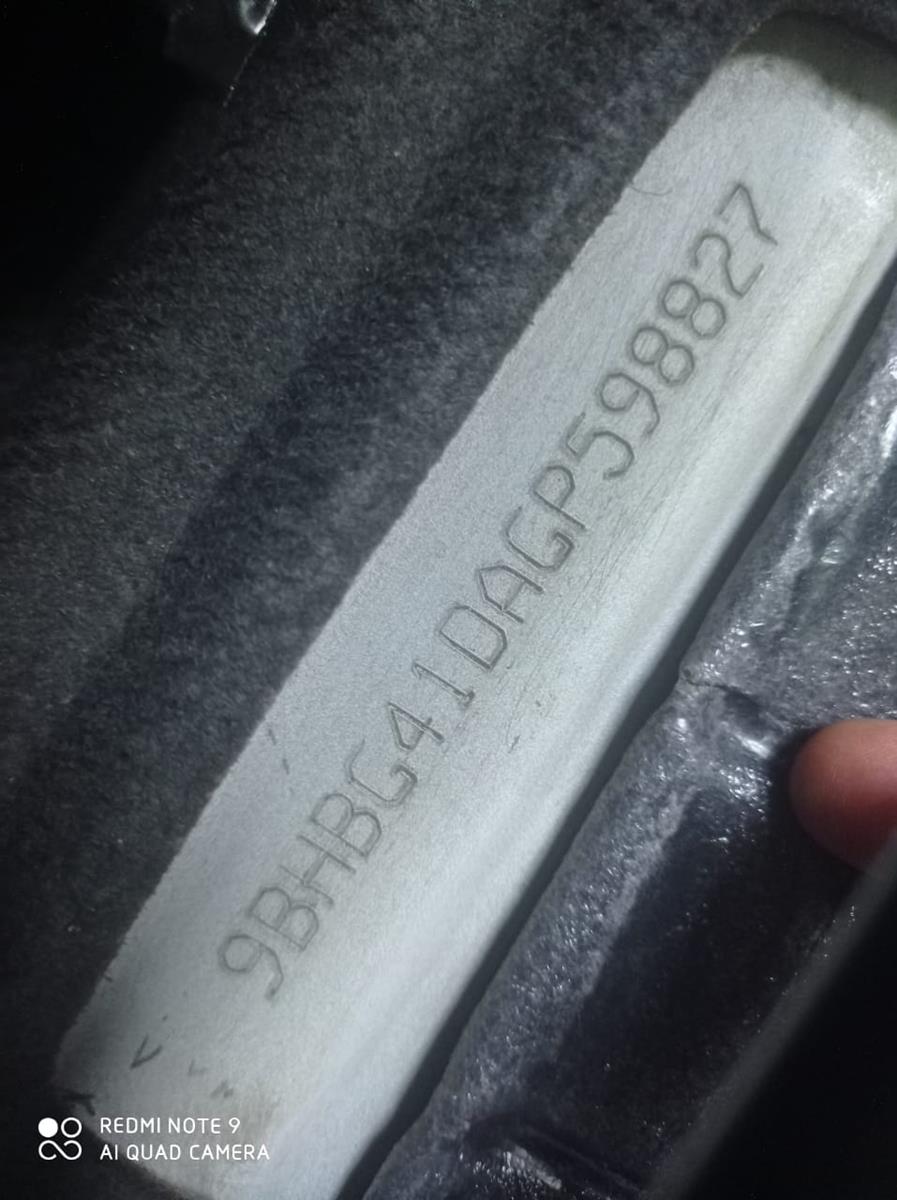 9BHBG41DAGP598827
REDMI NOTE 9
AI QUAD CAMERA